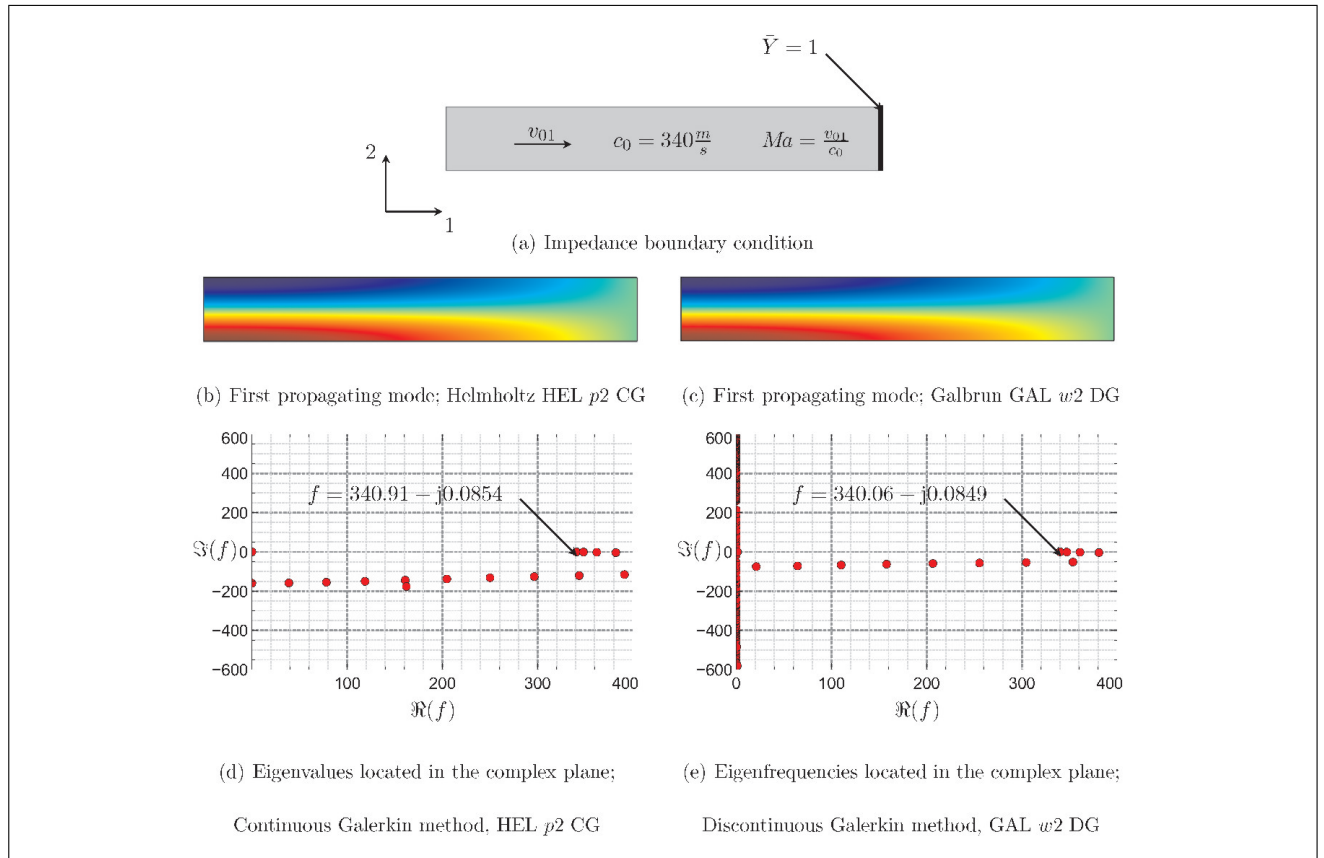 Ȳ = 1
v₀₁ c₀ = 340 m/s Ma = v₀₁/c₀
2
1
(a) Impedance boundary condition
(b) First propagating mode; Helmholtz HEL p2 CG
(c) First propagating mode; Galbrun GAL w2 DG
600
400
200
ℑ(f) 0
−200
−400
−600
f = 340.91 − j0.0854
100 200 300 400
ℜ(f)
600
400
200
ℑ(f) 0
−200
−400
−600
f = 340.06 − j0.0849
0 100 200 300 400
ℜ(f)
(d) Eigenvalues located in the complex plane;
Continuous Galerkin method, HEL p2 CG
(e) Eigenfrequencies located in the complex plane;
Discontinuous Galerkin method, GAL w2 DG